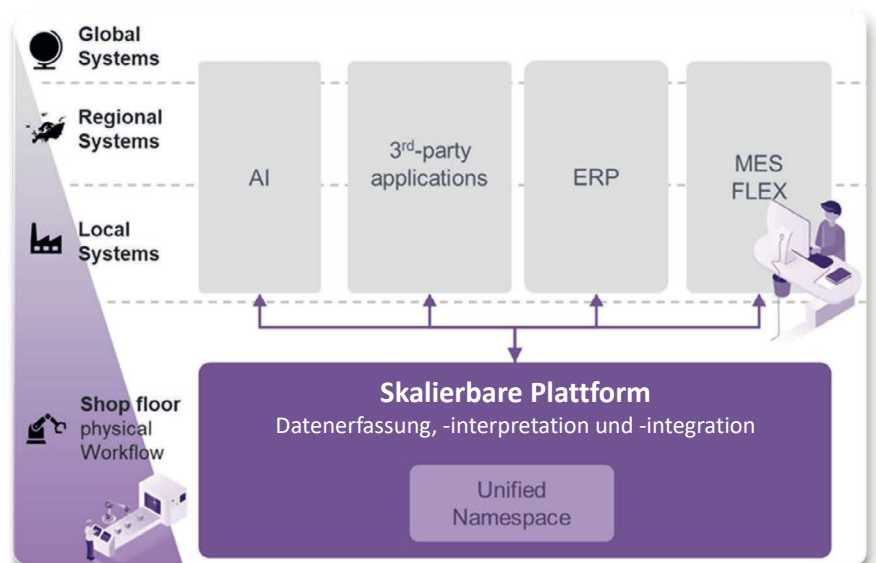 Global
Systems
Regional
Systems
Local
Systems
AI
3rd-party
applications
ERP
MES
FLEX
Shop floor
physical
Workflow
Skalierbare Plattform
Datenerfassung, -interpretation und -integration
Unified
Namespace